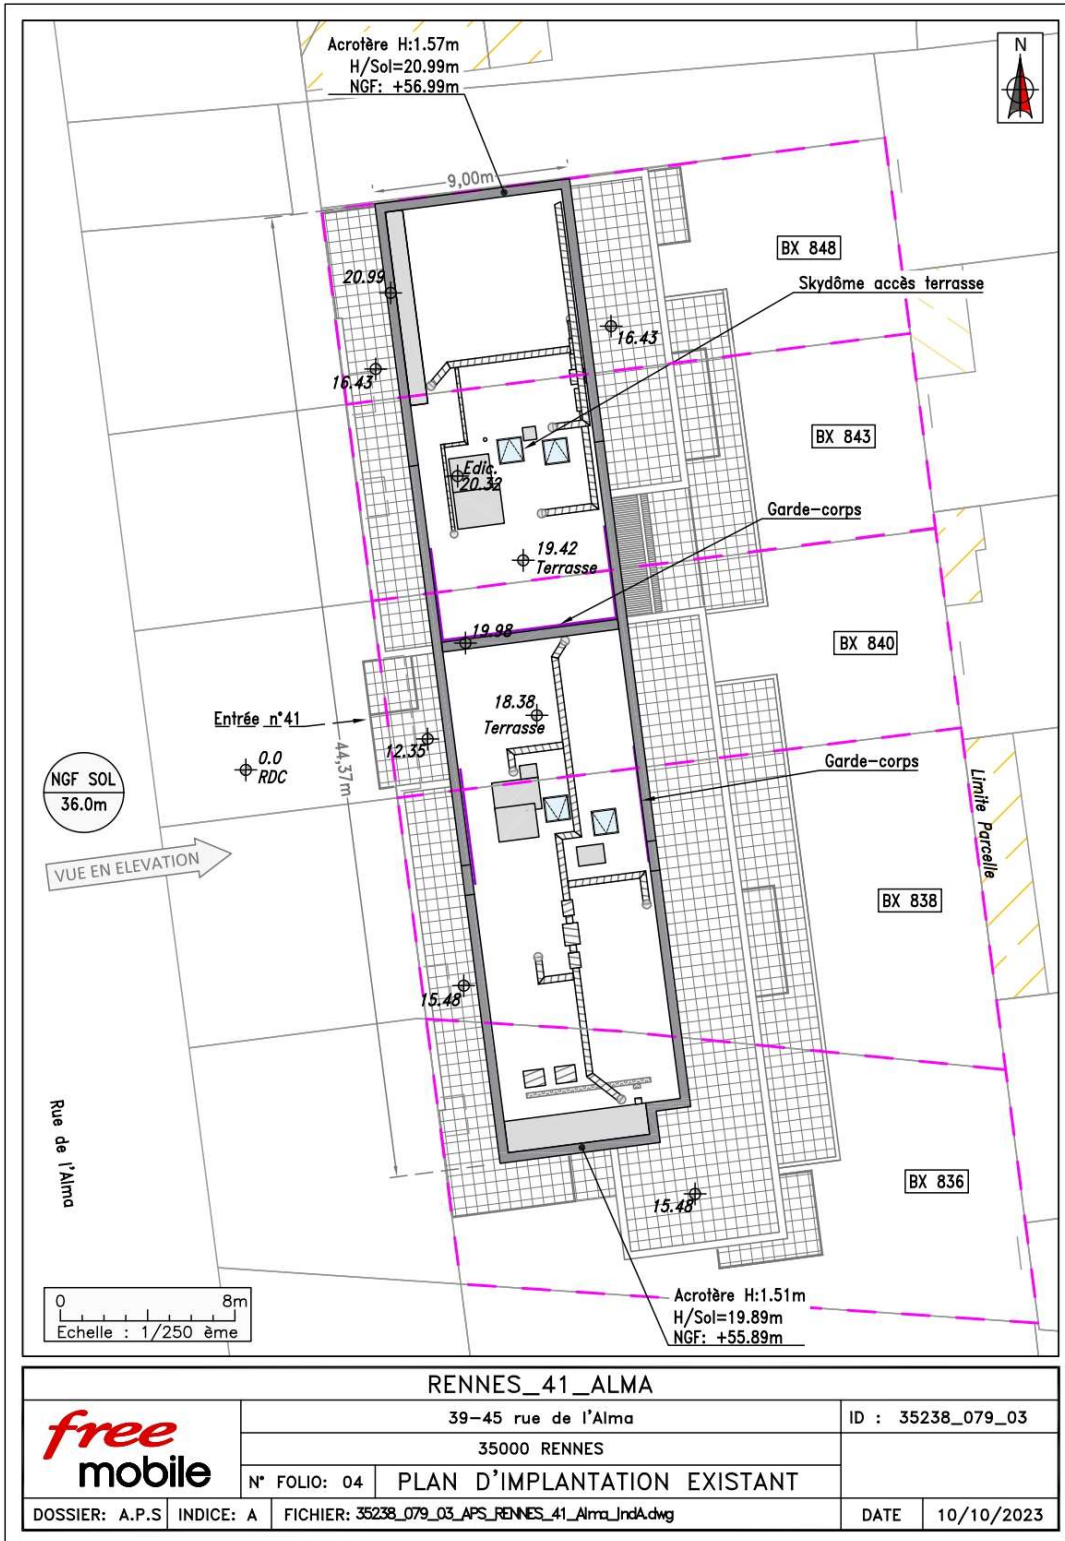 Acrotère H:1.57m
H/Sol=20.99m
NGF: +56.99m
N
9,00m
BX 848
20.99
Skydôme accès terrasse
16.43
16.43
BX 843
Edic.
20.32
Garde-corps
19.42
Terrasse
19.98
BX 840
18.38
Terrasse
Entrée n°41
12.35
0.0
RDC
44,37m
Garde-corps
NGF SOL
36.0m
Limite Parcelle
VUE EN ELEVATION
BX 838
15.48
Rue de l'Alma
BX 836
15.48
Acrotère H:1.51m
H/Sol=19.89m
NGF: +55.89m
0 8m
Echelle : 1/250 ème
RENNES_41_ALMA
free
mobile
39-45 rue de l'Alma
ID : 35238_079_03
35000 RENNES
N° FOLIO: 04
PLAN D'IMPLANTATION EXISTANT
DOSSIER: A.P.S
INDICE: A
FICHIER: 35238_079_03_APS_RENNES_41_Alma_IndA.dwg
DATE
10/10/2023